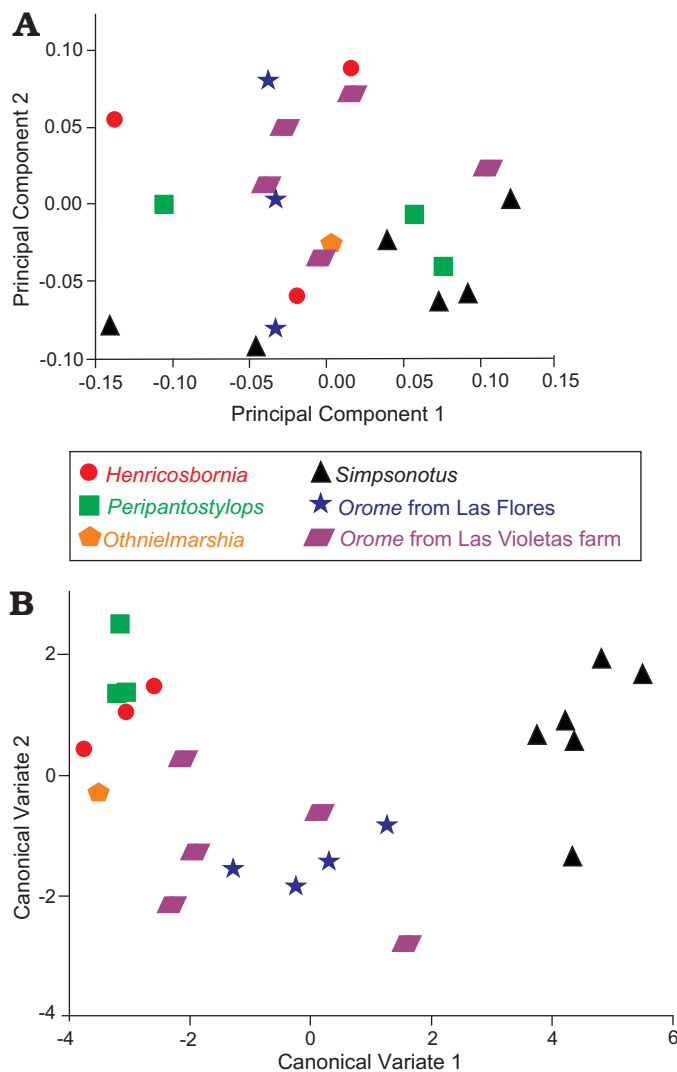 A
0.10
0.05
0.00
-0.05
-0.10
Principal Component 2
-0.15 -0.10 -0.05 0.00 0.05 0.10 0.15
Principal Component 1
Henricosbornia Simpsonotus
Peripantostylops Orome from Las Flores
Othnielmarshia Orome from Las Violetas farm
B
2
0
-2
-4
Canonical Variate 2
-4 -2 0 2 4 6
Canonical Variate 1